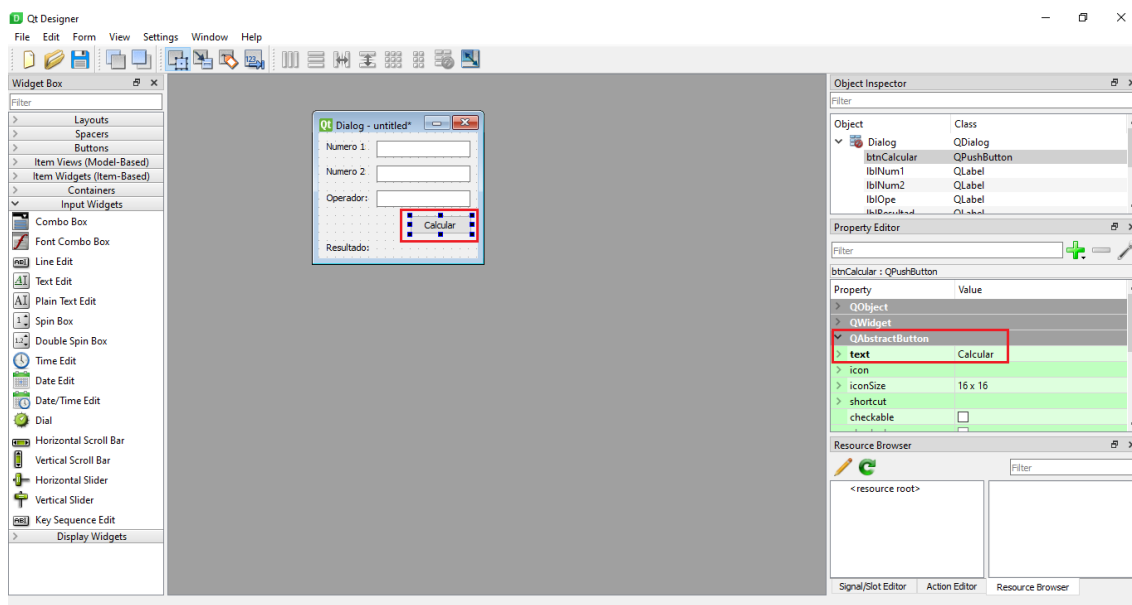 Qt Designer
File Edit Form View Settings Window Help
Widget Box
Filter
Layouts
Spacers
Buttons
Item Views (Model-Based)
Item Widgets (Item-Based)
Containers
Input Widgets
Combo Box
Font Combo Box
Line Edit
Text Edit
Plain Text Edit
Spin Box
Double Spin Box
Time Edit
Date Edit
Date/Time Edit
Dial
Horizontal Scroll Bar
Vertical Scroll Bar
Horizontal Slider
Vertical Slider
Key Sequence Edit
Display Widgets
Dialog - untitled*
Numero 1
Numero 2
Operador:
Calcular
Resultado:
Object Inspector
Filter
Object Class
Dialog QDialog
btnCalcular QPushButton
lblNum1 QLabel
lblNum2 QLabel
lblOpe QLabel
lblResultad QLabel
Property Editor
Filter
btnCalcular : QPushButton
Property Value
QObject
QWidget
QAbstractButton
text Calcular
icon
iconSize 16 x 16
shortcut
checkable
Resource Browser
Filter
<resource root>
Signal/Slot Editor Action Editor Resource Browser